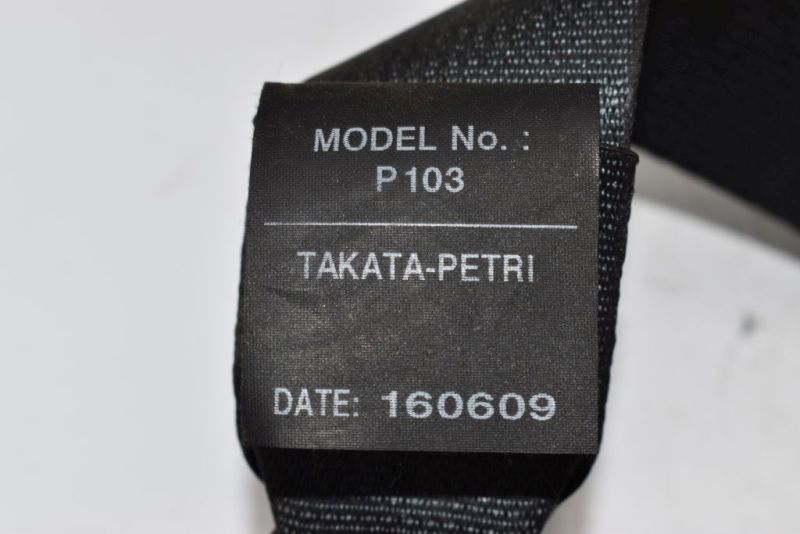 MODEL No. :
P103
TAKATA-PETRI
DATE: 160609